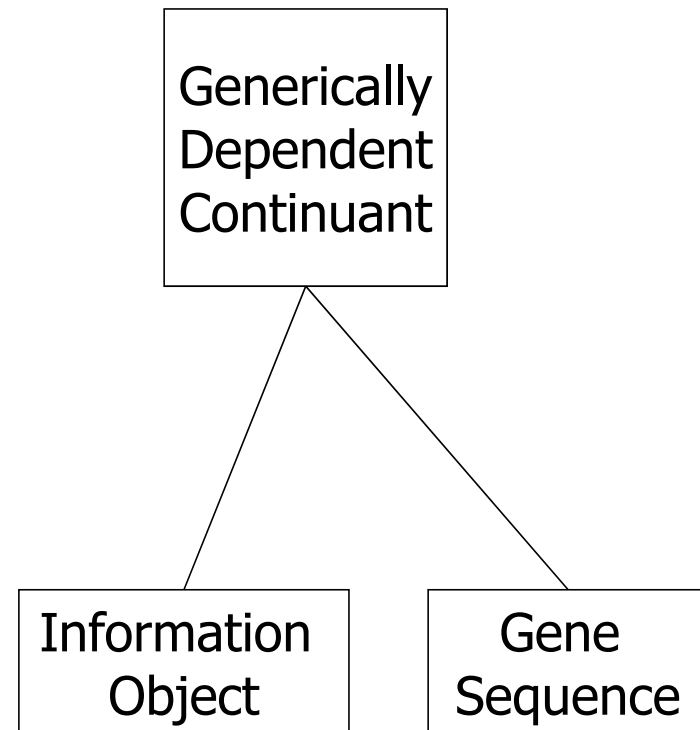 Generically
Dependent
Continuant
Information
Object
Gene
Sequence